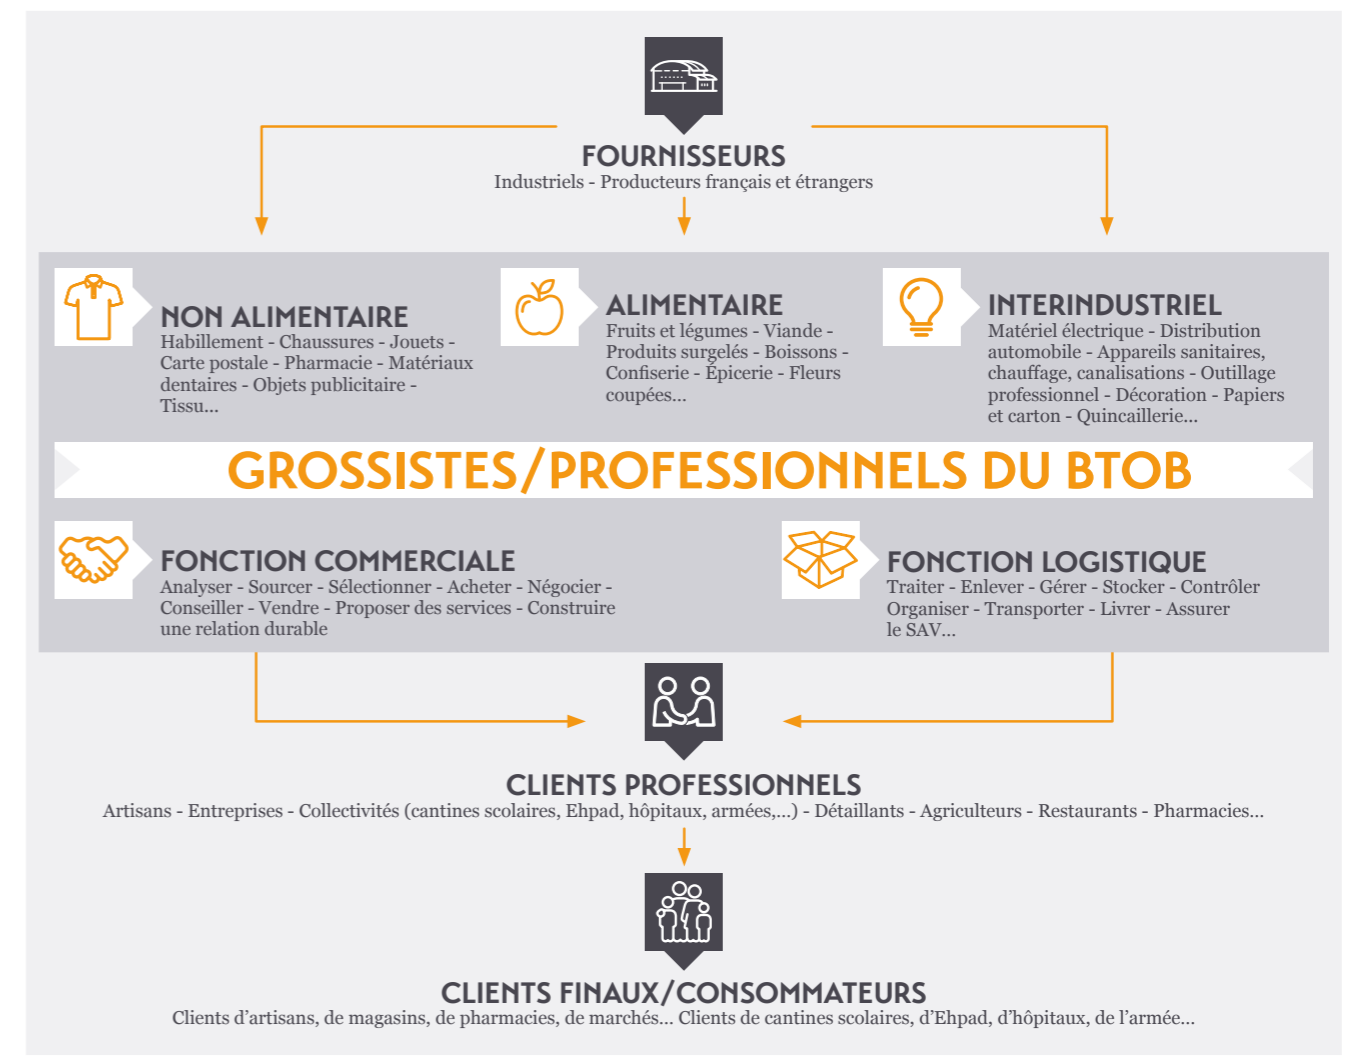 FOURNISSEURS
Industriels - Producteurs français et étrangers
NON ALIMENTAIRE
Habillement - Chaussures - Jouets -
Carte postale - Pharmacie - Matériaux
dentaires - Objets publicitaire -
Tissu...
ALIMENTAIRE
Fruits et légumes - Viande -
Produits surgelés - Boissons -
Confiserie - Épicerie - Fleurs
coupées...
INTERINDUSTRIEL
Matériel électrique - Distribution
automobile - Appareils sanitaires,
chauffage, canalisations - Outillage
professionnel - Décoration - Papiers
et carton - Quincaillerie...
GROSSISTES/PROFESSIONNELS DU BTOB
FONCTION COMMERCIALE
Analyser - Sourcer - Sélectionner - Acheter - Négocier -
Conseiller - Vendre - Proposer des services - Construire
une relation durable
FONCTION LOGISTIQUE
Traiter - Enlever - Gérer - Stocker - Contrôler
Organiser - Transporter - Livrer - Assurer
le SAV...
CLIENTS PROFESSIONNELS
Artisans - Entreprises - Collectivités (cantines scolaires, Ehpad, hôpitaux, armées,...) - Détaillants - Agriculteurs - Restaurants - Pharmacies...
CLIENTS FINAUX/CONSOMMATEURS
Clients d’artisans, de magasins, de pharmacies, de marchés... Clients de cantines scolaires, d’Ehpad, d’hôpitaux, de l’armée...